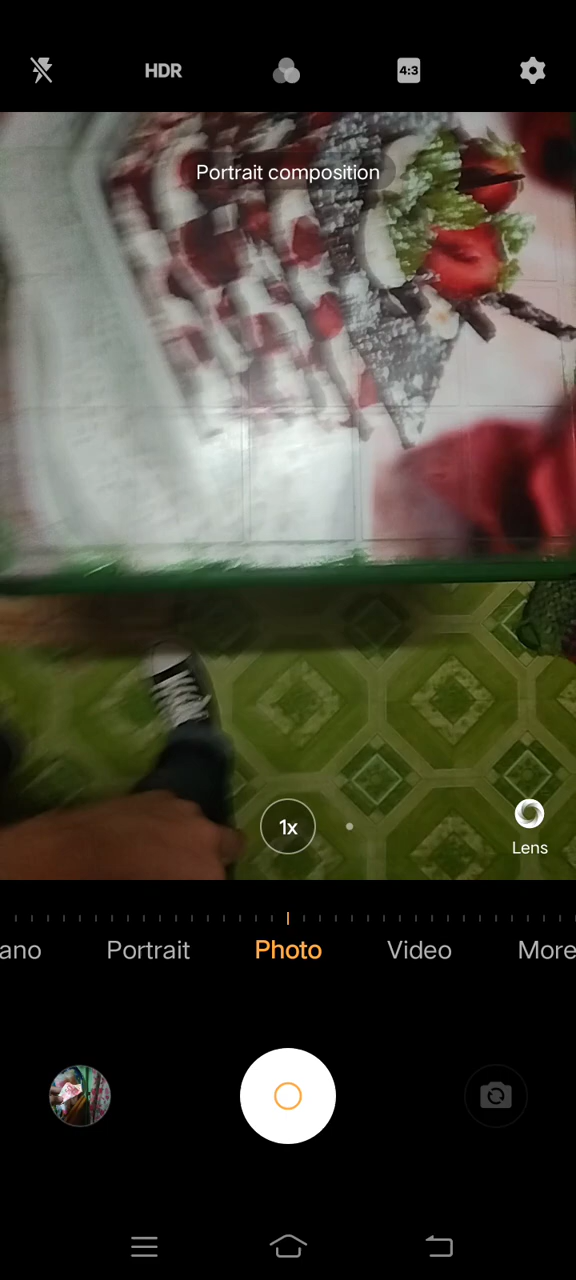 HDR
4:3
Portrait composition
1x
Lens
ano Portrait Photo Video More